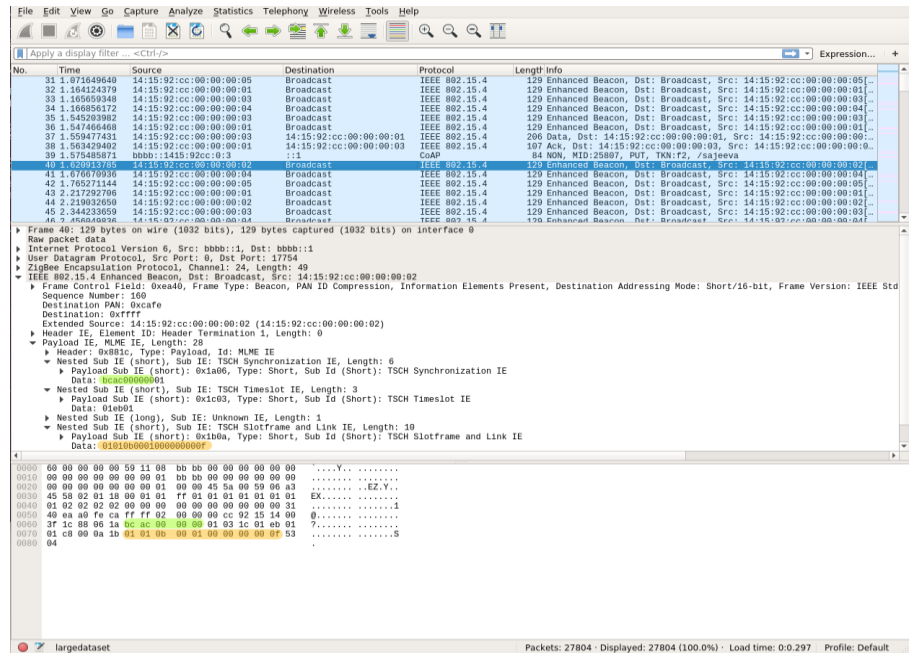 File Edit View Go Capture Analyze Statistics Telephony Wireless Tools Help
Apply a display filter ... <Ctrl-/> Expression... +
No. Time Source Destination Protocol Length Info
31 1.071649640 14:15:92:cc:00:00:00:05 Broadcast IEEE 802.15.4 129 Enhanced Beacon, Dst: Broadcast, Src: 14:15:92:cc:00:00:00:05[…
32 1.164124379 14:15:92:cc:00:00:00:01 Broadcast IEEE 802.15.4 129 Enhanced Beacon, Dst: Broadcast, Src: 14:15:92:cc:00:00:00:01[…
33 1.165659348 14:15:92:cc:00:00:00:03 Broadcast IEEE 802.15.4 129 Enhanced Beacon, Dst: Broadcast, Src: 14:15:92:cc:00:00:00:03[…
34 1.166856172 14:15:92:cc:00:00:00:04 Broadcast IEEE 802.15.4 129 Enhanced Beacon, Dst: Broadcast, Src: 14:15:92:cc:00:00:00:04[…
35 1.545203982 14:15:92:cc:00:00:00:03 Broadcast IEEE 802.15.4 129 Enhanced Beacon, Dst: Broadcast, Src: 14:15:92:cc:00:00:00:03[…
36 1.547466468 14:15:92:cc:00:00:00:01 Broadcast IEEE 802.15.4 129 Enhanced Beacon, Dst: Broadcast, Src: 14:15:92:cc:00:00:00:01[…
37 1.559477431 14:15:92:cc:00:00:00:03 14:15:92:cc:00:00:00:01 IEEE 802.15.4 206 Data, Dst: 14:15:92:cc:00:00:00:01, Src: 14:15:92:cc:00:00:00:…
38 1.563429402 14:15:92:cc:00:00:00:01 14:15:92:cc:00:00:00:03 IEEE 802.15.4 107 Ack, Dst: 14:15:92:cc:00:00:00:03, Src: 14:15:92:cc:00:00:00:0…
39 1.575485871 bbbb::1415:92cc:0:3 ::1 CoAP 84 NON, MID:25807, PUT, TKN:f2, /sajeeva
40 1.620913785 14:15:92:cc:00:00:00:02 Broadcast IEEE 802.15.4 129 Enhanced Beacon, Dst: Broadcast, Src: 14:15:92:cc:00:00:00:02[…
41 1.676670936 14:15:92:cc:00:00:00:04 Broadcast IEEE 802.15.4 129 Enhanced Beacon, Dst: Broadcast, Src: 14:15:92:cc:00:00:00:04[…
42 1.765271144 14:15:92:cc:00:00:00:05 Broadcast IEEE 802.15.4 129 Enhanced Beacon, Dst: Broadcast, Src: 14:15:92:cc:00:00:00:05[…
43 2.217292706 14:15:92:cc:00:00:00:01 Broadcast IEEE 802.15.4 129 Enhanced Beacon, Dst: Broadcast, Src: 14:15:92:cc:00:00:00:01[…
44 2.219032650 14:15:92:cc:00:00:00:02 Broadcast IEEE 802.15.4 129 Enhanced Beacon, Dst: Broadcast, Src: 14:15:92:cc:00:00:00:02[…
45 2.344233659 14:15:92:cc:00:00:00:03 Broadcast IEEE 802.15.4 129 Enhanced Beacon, Dst: Broadcast, Src: 14:15:92:cc:00:00:00:03[…
Frame 40: 129 bytes on wire (1032 bits), 129 bytes captured (1032 bits) on interface 0
Raw packet data
Internet Protocol Version 6, Src: bbbb::1, Dst: bbbb::1
User Datagram Protocol, Src Port: 0, Dst Port: 17754
ZigBee Encapsulation Protocol, Channel: 24, Length: 49
IEEE 802.15.4 Enhanced Beacon, Dst: Broadcast, Src: 14:15:92:cc:00:00:00:02
Frame Control Field: 0xea40, Frame Type: Beacon, PAN ID Compression, Information Elements Present, Destination Addressing Mode: Short/16-bit, Frame Version: IEEE Std
Sequence Number: 160
Destination PAN: 0xcafe
Destination: 0xffff
Extended Source: 14:15:92:cc:00:00:00:02 (14:15:92:cc:00:00:00:02)
Header IE, Element ID: Header Termination 1, Length: 0
Payload IE, MLME IE, Length: 28
Header: 0x881c, Type: Payload, Id: MLME IE
Nested Sub IE (short), Sub IE: TSCH Synchronization IE, Length: 6
Payload Sub IE (short): 0x1a06, Type: Short, Sub Id (Short): TSCH Synchronization IE
Data: bcac00000001
Nested Sub IE (short), Sub IE: TSCH Timeslot IE, Length: 3
Payload Sub IE (short): 0x1c03, Type: Short, Sub Id (Short): TSCH Timeslot IE
Data: 01eb01
Nested Sub IE (long), Sub IE: Unknown IE, Length: 1
Nested Sub IE (short), Sub IE: TSCH Slotframe and Link IE, Length: 10
Payload Sub IE (short): 0x1b0a, Type: Short, Sub Id (Short): TSCH Slotframe and Link IE
Data: 01010b0001000000000f
0000 60 00 00 00 00 59 11 08 bb bb 00 00 00 00 00 00 `....Y.. ........
0010 00 00 00 00 00 00 00 01 bb bb 00 00 00 00 00 00 ........ ........
0020 00 00 00 00 00 00 00 01 00 00 45 5a 00 59 06 a3 ........ ..EZ.Y..
0030 45 58 02 01 18 00 01 01 ff 01 01 01 01 01 01 01 EX...... ........
0040 01 02 02 02 02 00 00 00 00 00 00 00 00 00 00 31 ........ .......1
0050 40 ea a0 fe ca ff ff 02 00 00 00 cc 92 15 14 00 @....... ........
0060 3f 1c 88 06 1a bc ac 00 00 00 01 03 1c 01 eb 01 ?....... ........
0070 01 c8 00 0a 1b 01 01 0b 00 01 00 00 00 00 0f 53 ........ .......S
0080 04 .
largedataset Packets: 27804 · Displayed: 27804 (100.0%) · Load time: 0:0.297 Profile: Default